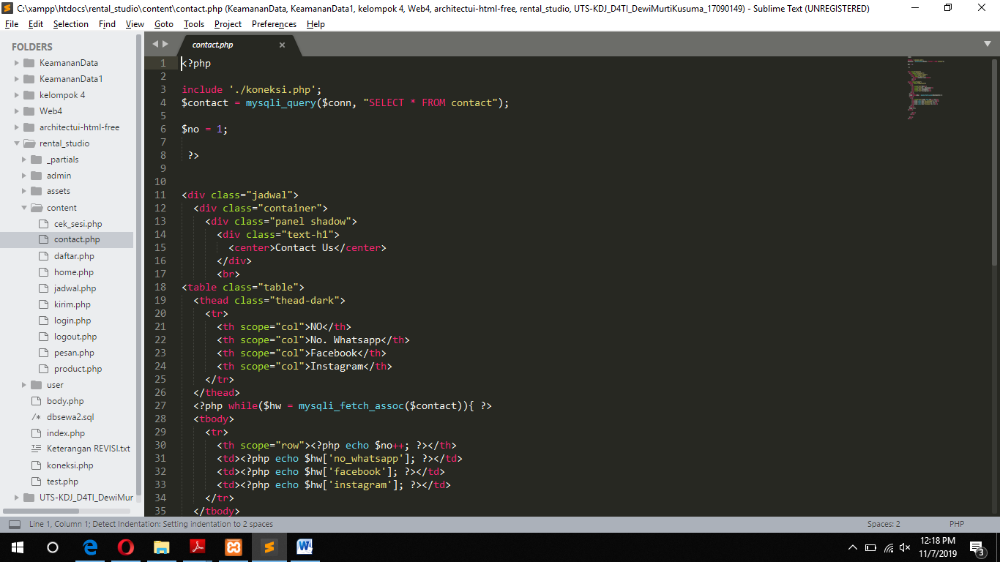 C:\xampp\htdocs\rental_studio\content\contact.php (KeamananData, KeamananData1, kelompok 4, Web4, architectui-html-free, rental_studio, UTS-KDJ_D4TI_DewiMurtiKusuma_17090149) - Sublime Text (UNREGISTERED)
File Edit Selection Find View Goto Tools Project Preferences Help
FOLDERS
KeamananData
KeamananData1
kelompok 4
Web4
architectui-html-free
rental_studio
_partials
admin
assets
content
cek_sesi.php
contact.php
daftar.php
home.php
jadwal.php
kirim.php
login.php
logout.php
pesan.php
product.php
user
body.php
/* dbsewa2.sql
index.php
Keterangan REVISI.txt
koneksi.php
test.php
UTS-KDJ_D4TI_DewiMur
contact.php ×
1 <?php
2
3 include './koneksi.php';
4 $contact = mysqli_query($conn, "SELECT * FROM contact");
5
6 $no = 1;
7
8 ?>
9
10
11 <div class="jadwal">
12 <div class="container">
13 <div class="panel shadow">
14 <div class="text-h1">
15 <center>Contact Us</center>
16 </div>
17 <br>
18 <table class="table">
19 <thead class="thead-dark">
20 <tr>
21 <th scope="col">NO</th>
22 <th scope="col">No. Whatsapp</th>
23 <th scope="col">Facebook</th>
24 <th scope="col">Instagram</th>
25 </tr>
26 </thead>
27 <?php while($hw = mysqli_fetch_assoc($contact)){ ?>
28 <tbody>
29 <tr>
30 <th scope="row"><?php echo $no++; ?></th>
31 <td><?php echo $hw['no_whatsapp']; ?></td>
32 <td><?php echo $hw['facebook']; ?></td>
33 <td><?php echo $hw['instagram']; ?></td>
34 </tr>
35 </tbody>
Line 1, Column 1; Detect Indentation: Setting indentation to 2 spaces Spaces: 2 PHP
12:18 PM
11/7/2019
3